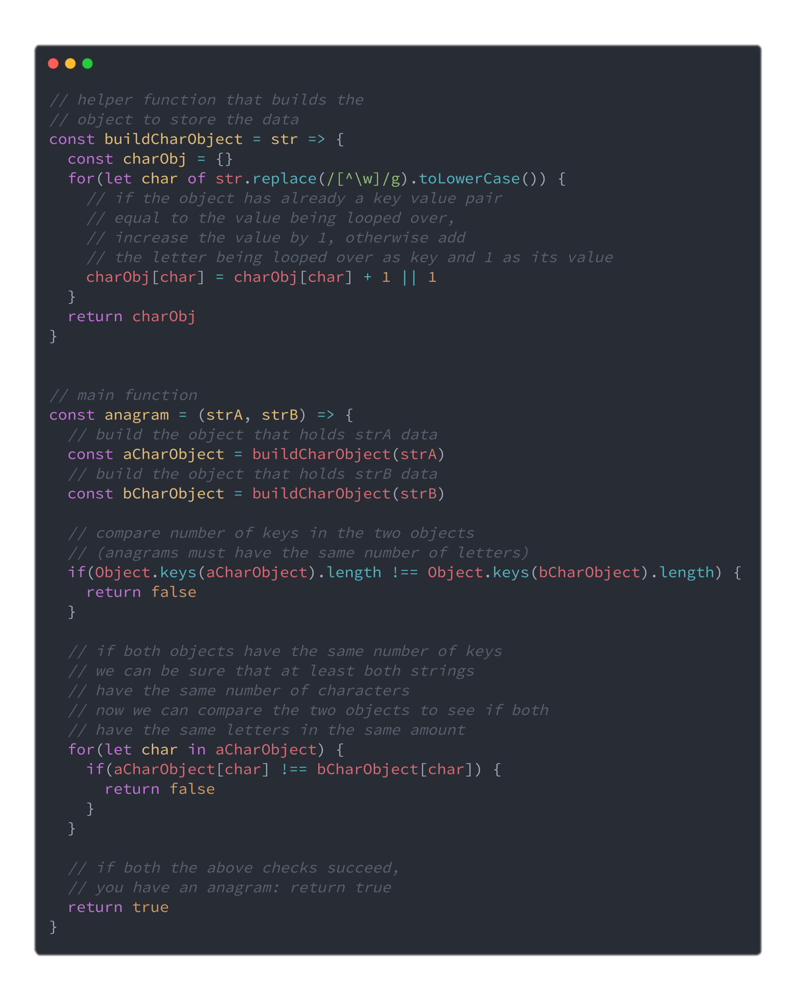 // helper function that builds the
// object to store the data
const buildCharObject = str => {
  const charObj = {}
  for(let char of str.replace(/[^\w]/g).toLowerCase()) {
    // if the object has already a key value pair
    // equal to the value being looped over,
    // increase the value by 1, otherwise add
    // the letter being looped over as key and 1 as its value
    charObj[char] = charObj[char] + 1 || 1
  }
  return charObj
}
// main function
const anagram = (strA, strB) => {
  // build the object that holds strA data
  const aCharObject = buildCharObject(strA)
  // build the object that holds strB data
  const bCharObject = buildCharObject(strB)
  // compare number of keys in the two objects
  // (anagrams must have the same number of letters)
  if(Object.keys(aCharObject).length !== Object.keys(bCharObject).length) {
    return false
  }
  // if both objects have the same number of keys
  // we can be sure that at least both strings
  // have the same number of characters
  // now we can compare the two objects to see if both
  // have the same letters in the same amount
  for(let char in aCharObject) {
    if(aCharObject[char] !== bCharObject[char]) {
      return false
    }
  }
  // if both the above checks succeed,
  // you have an anagram: return true
  return true
}